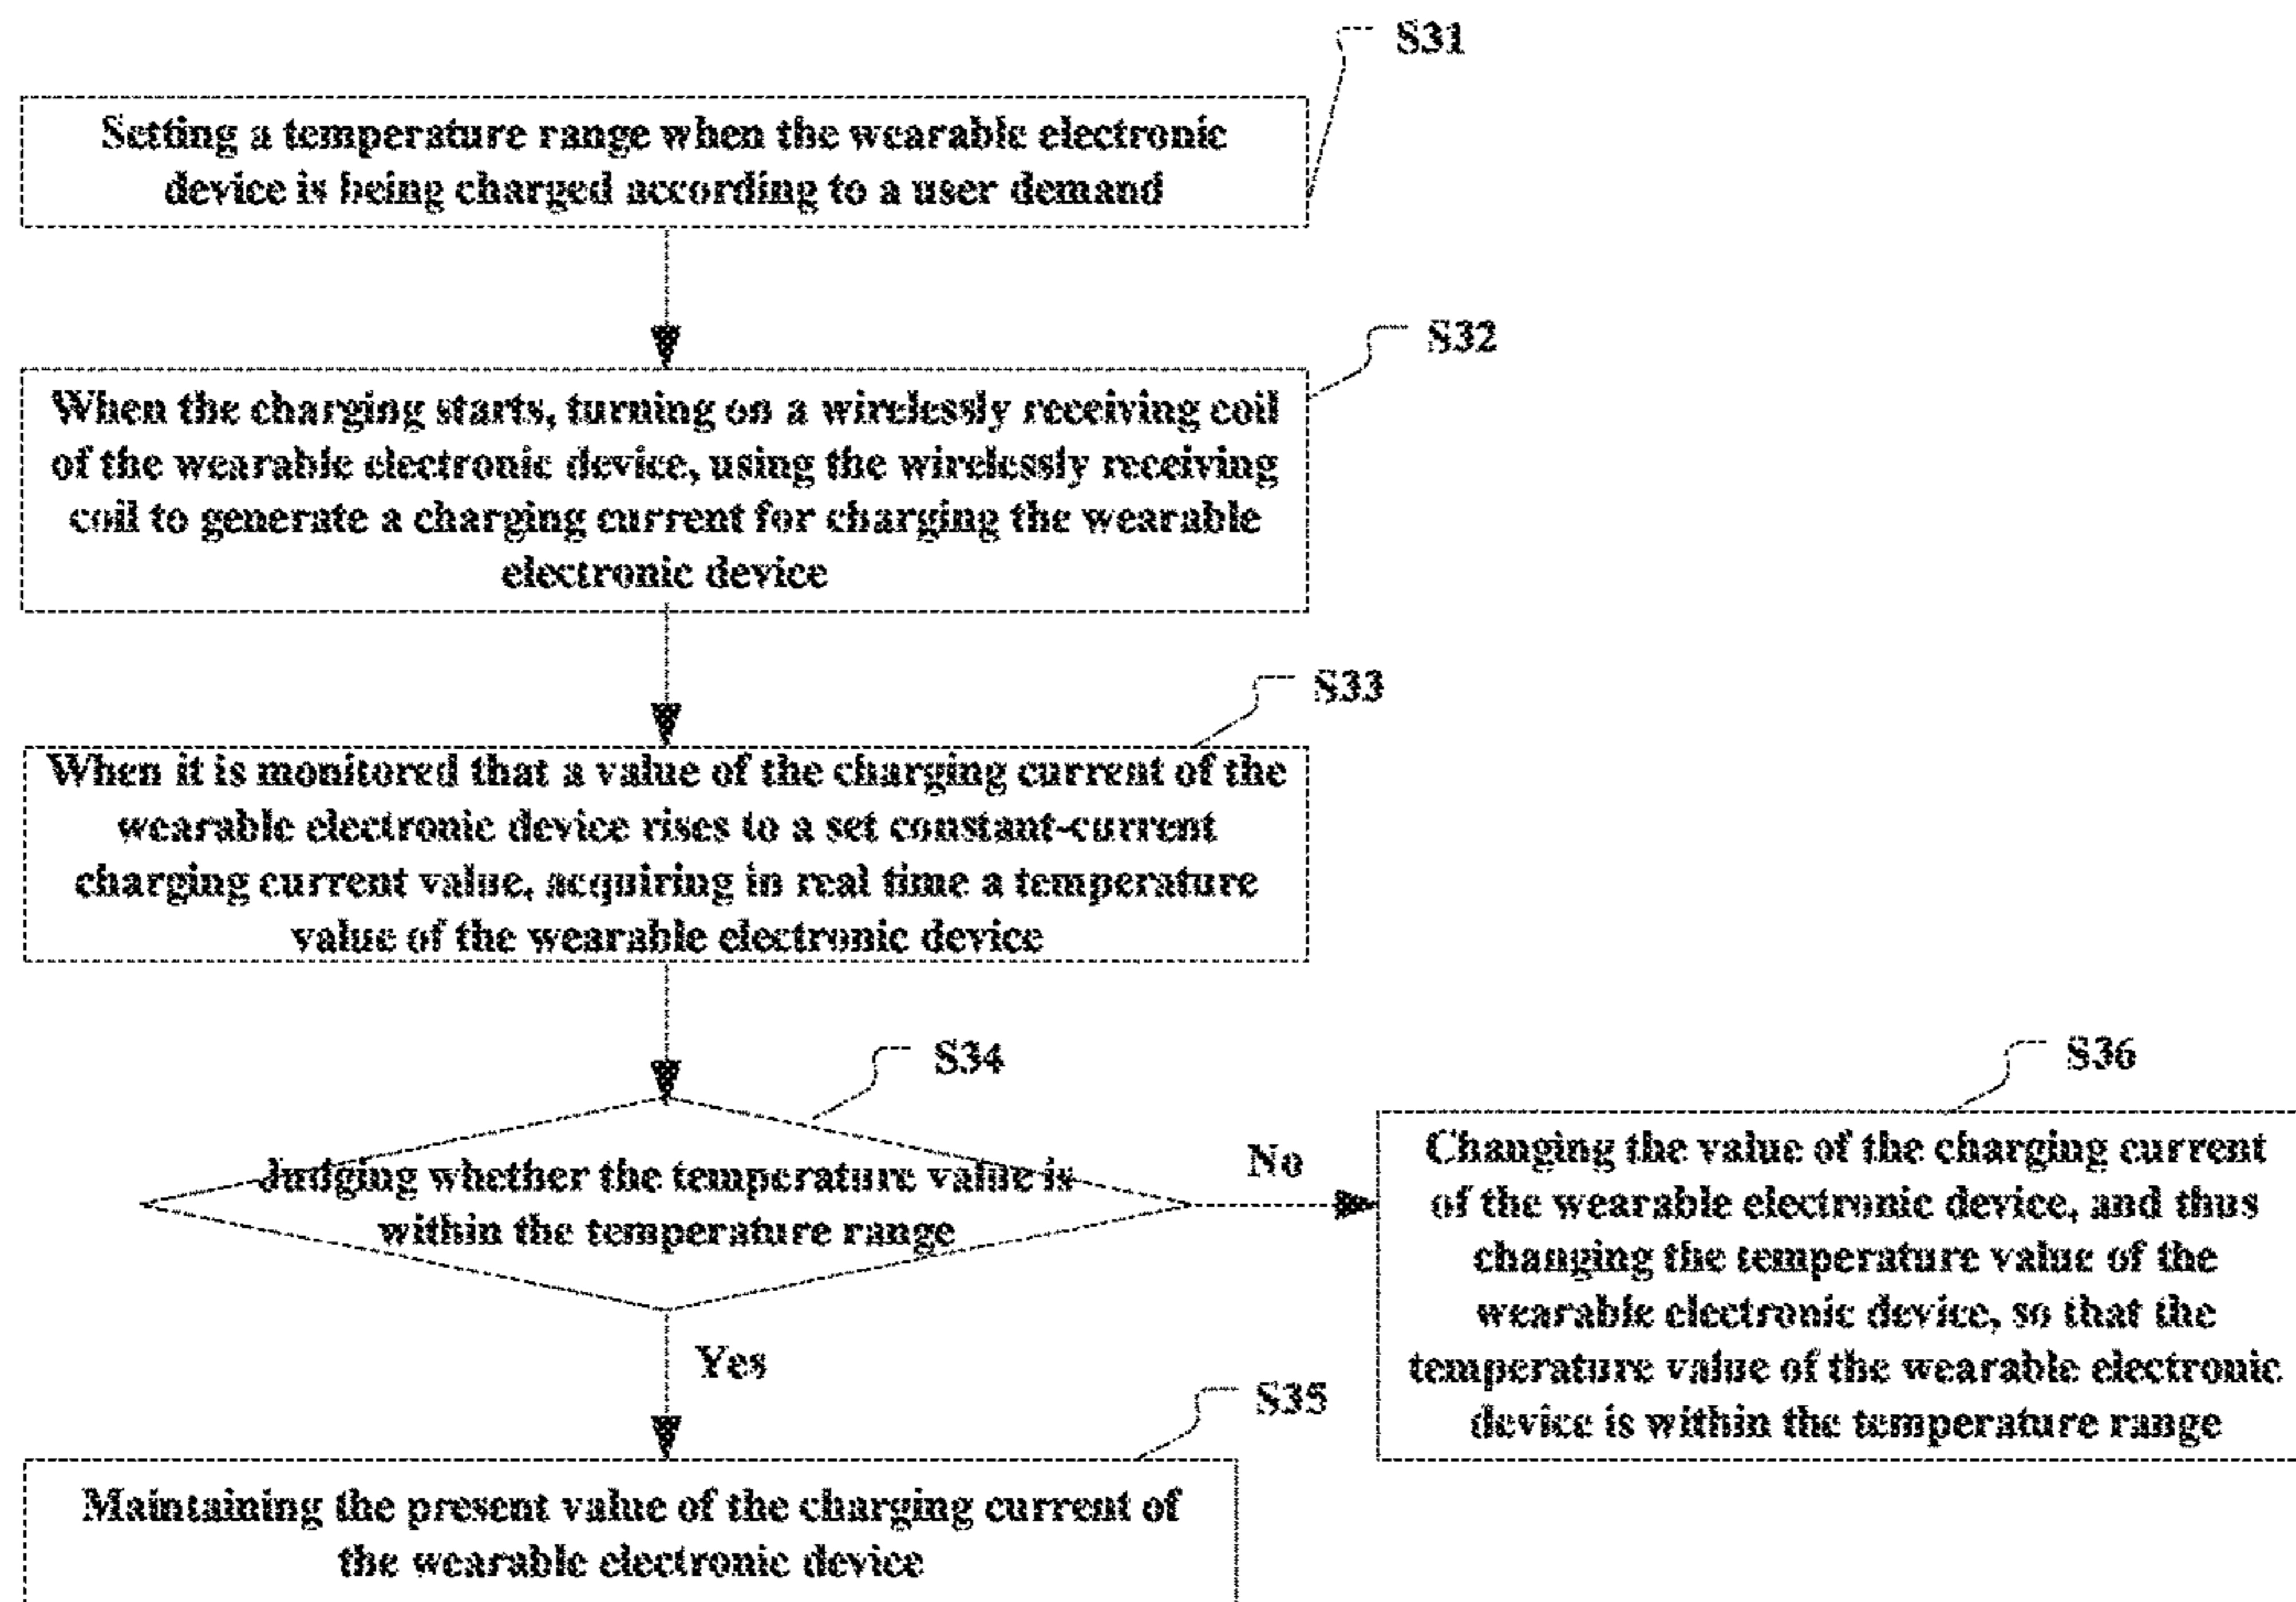 S31
Setting a temperature range when the wearable electronic
device is being charged according to a user demand
S32
When the charging starts, turning on a wirelessly receiving coil
of the wearable electronic device, using the wirelessly receiving
coil to generate a charging current for charging the wearable
electronic device
S33
When it is monitored that a value of the charging current of the
wearable electronic device rises to a set constant-current
charging current value, acquiring in real time a temperature
value of the wearable electronic device
S34
Judging whether the temperature value is
within the temperature range
No
S36
Changing the value of the charging current
of the wearable electronic device, and thus
changing the temperature value of the
wearable electronic device, so that the
temperature value of the wearable electronic
device is within the temperature range
Yes
S35
Maintaining the present value of the charging current of
the wearable electronic device